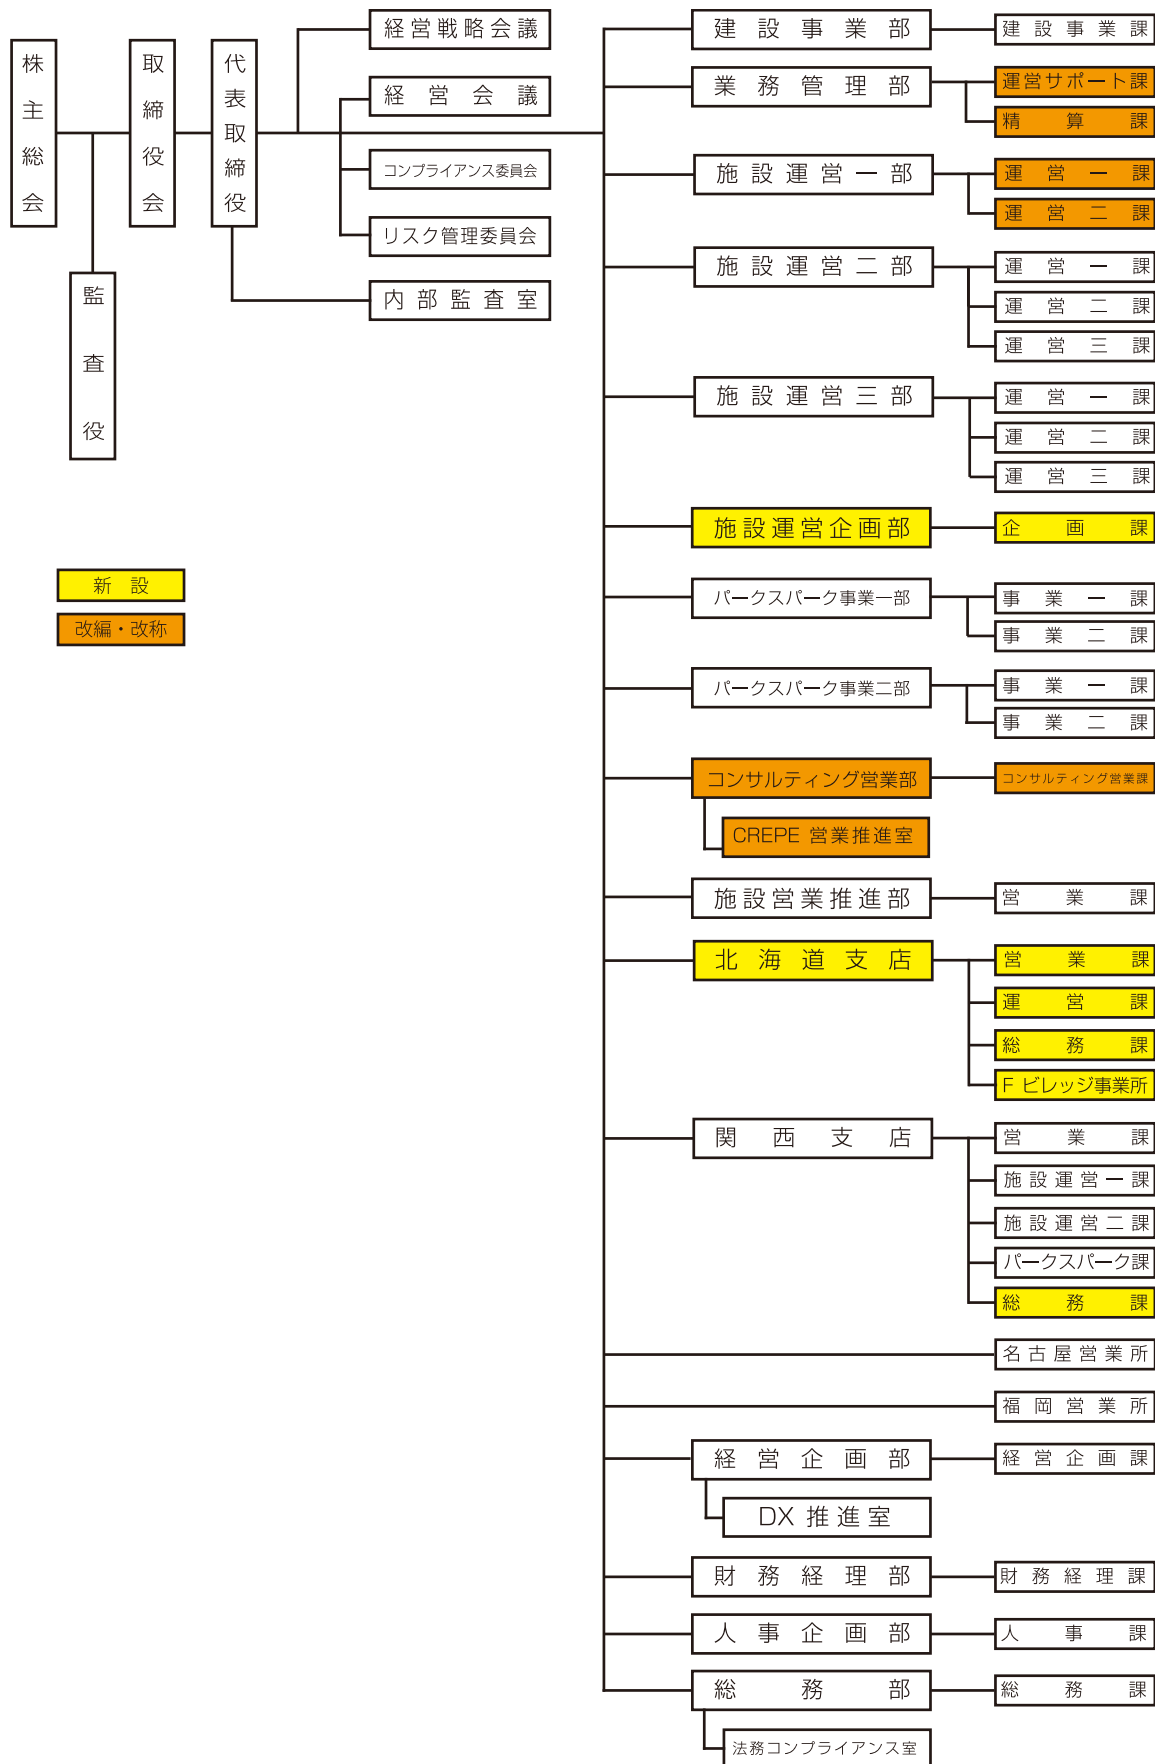 株主総会
取締役会
代表取締役
監査役
経営戦略会議
経営会議
コンプライアンス委員会
リスク管理委員会
内部監査室
新設
改編・改称
建設事業部
建設事業課
業務管理部
運営サポート課
精算課
施設運営一部
運営一課
運営二課
施設運営二部
運営一課
運営二課
運営三課
施設運営三部
運営一課
運営二課
運営三課
施設運営企画部
企画課
パークスパーク事業一部
事業一課
事業二課
パークスパーク事業二部
事業一課
事業二課
コンサルティング営業部
コンサルティング営業課
CREPE 営業推進室
施設営業推進部
営業課
北海道支店
営業課
運営課
総務課
F ビレッジ事業所
関西支店
営業課
施設運営一課
施設運営二課
パークスパーク課
総務課
名古屋営業所
福岡営業所
経営企画部
経営企画課
DX 推進室
財務経理部
財務経理課
人事企画部
人事課
総務部
総務課
法務コンプライアンス室